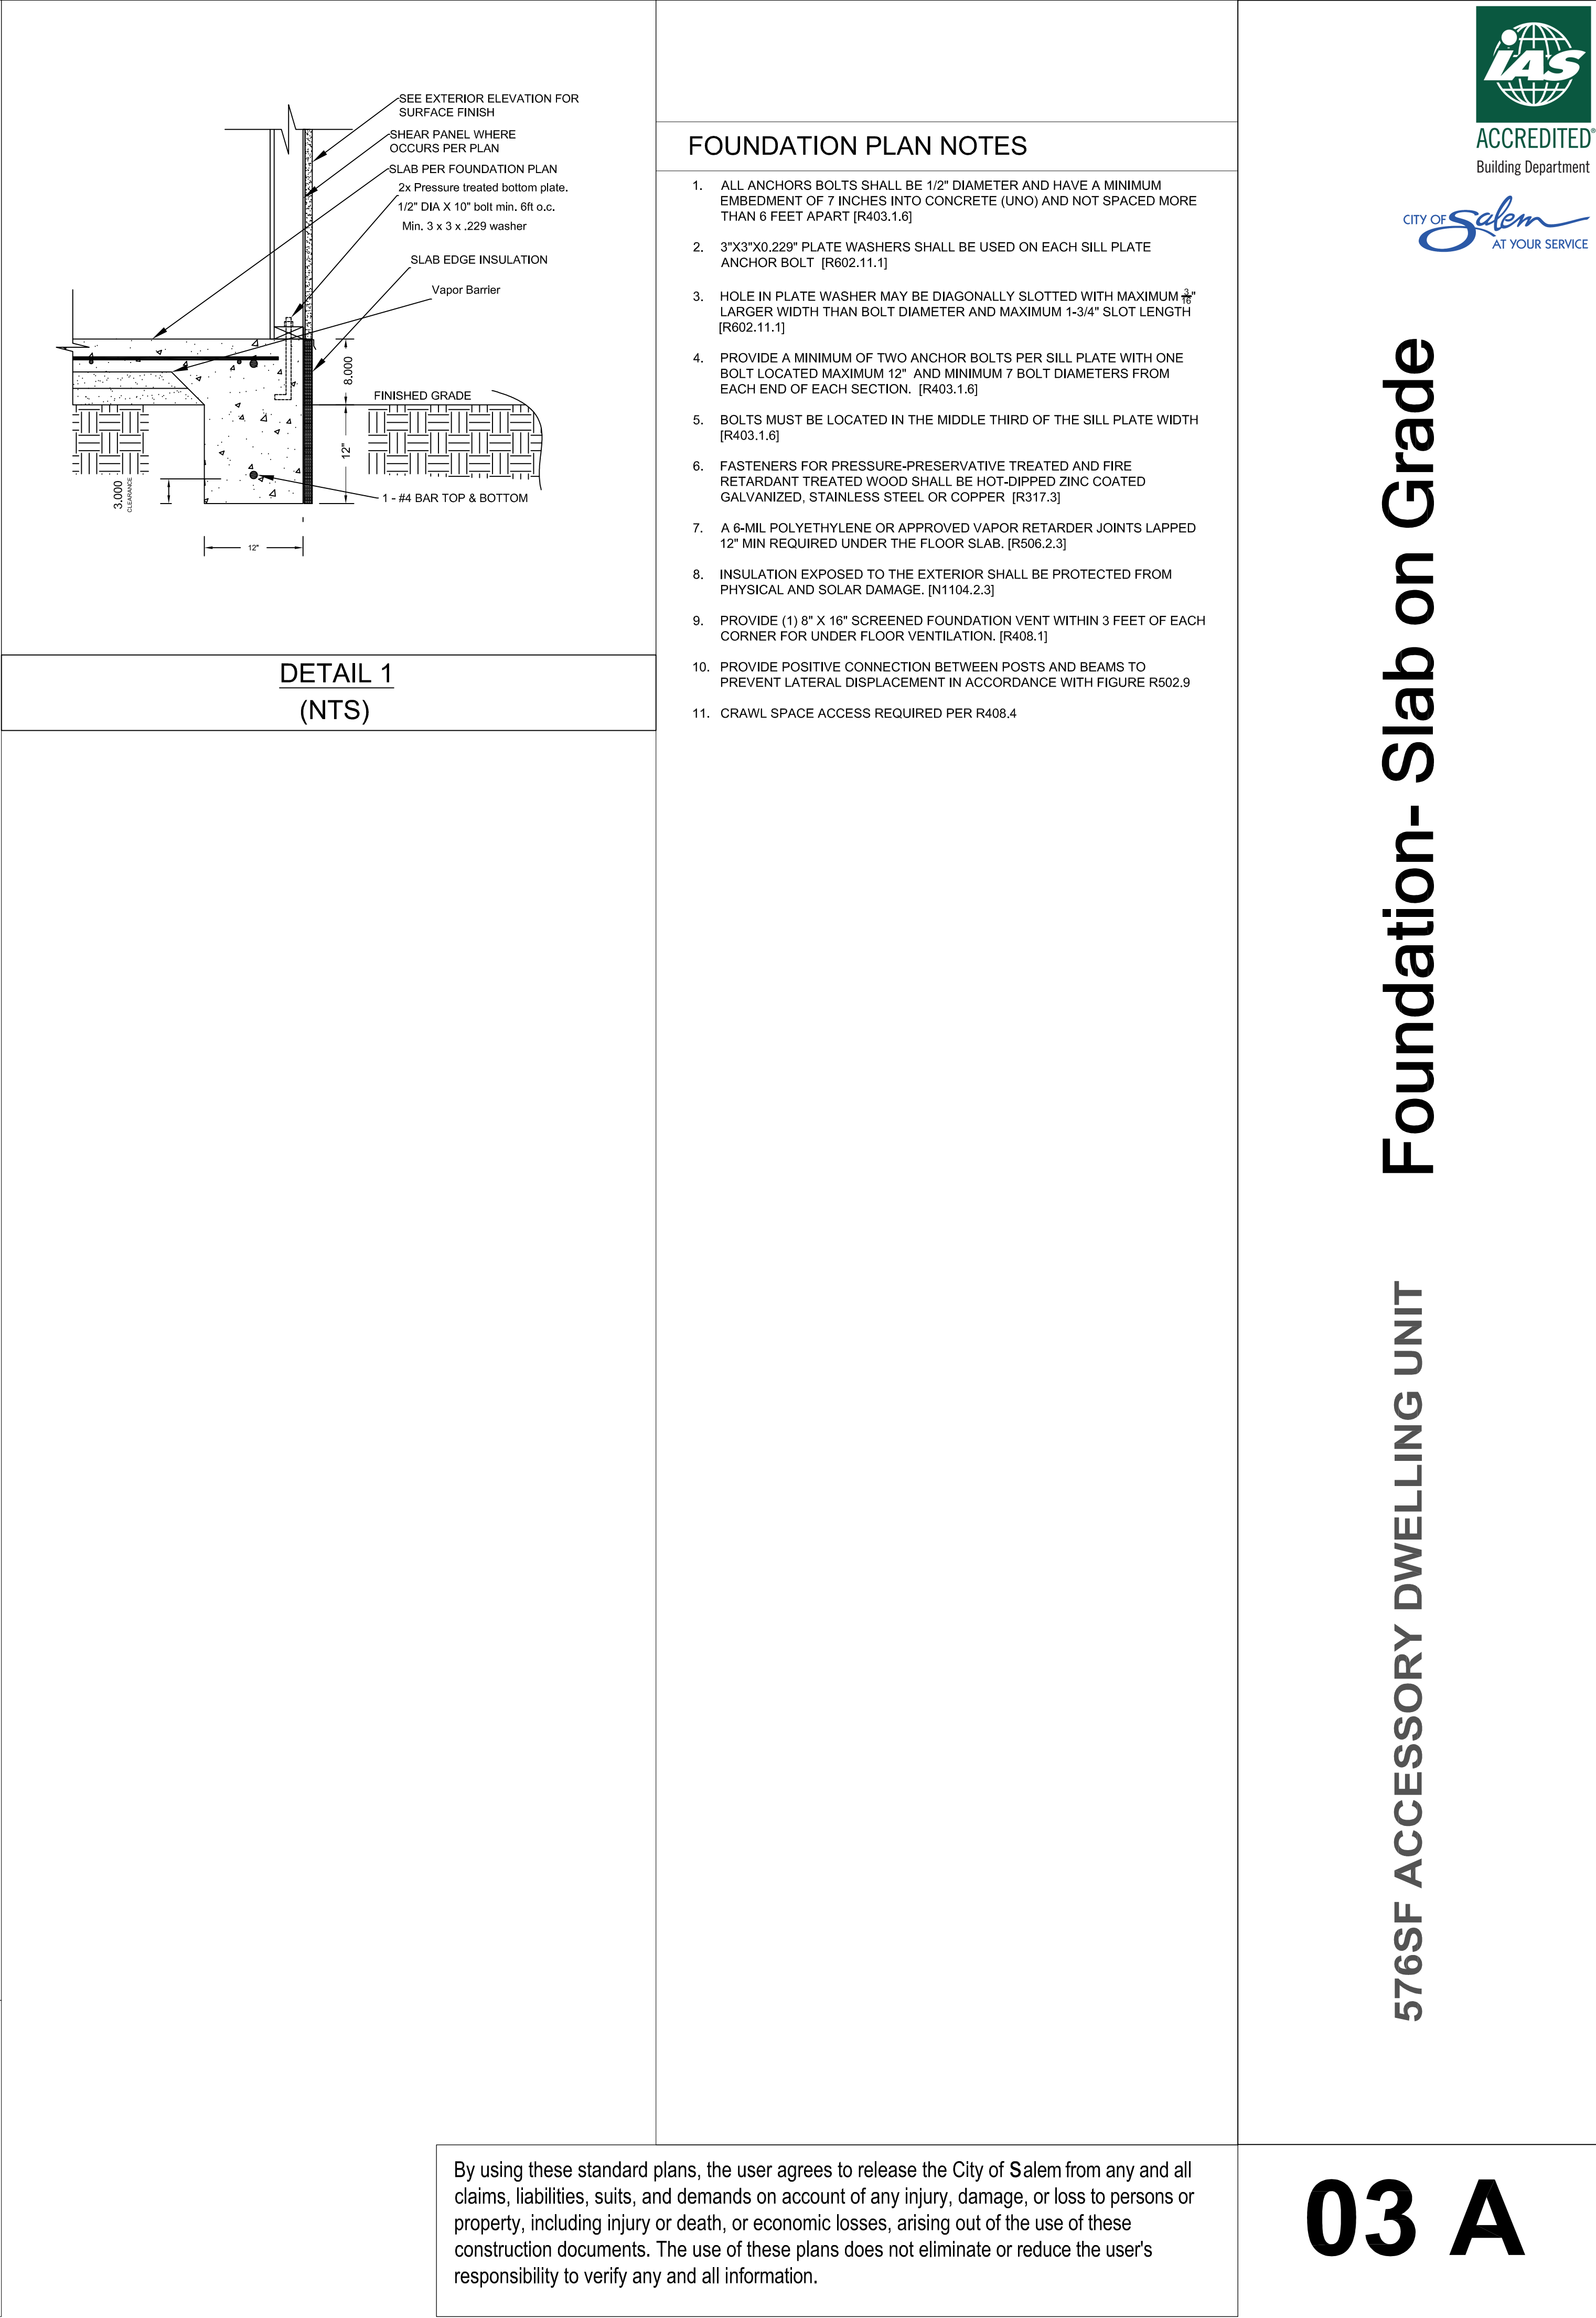 SEE EXTERIOR ELEVATION FOR
SURFACE FINISH
SHEAR PANEL WHERE
OCCURS PER PLAN
SLAB PER FOUNDATION PLAN
2x Pressure treated bottom plate.
1/2" DIA X 10" bolt min. 6ft o.c.
Min. 3 x 3 x .229 washer
SLAB EDGE INSULATION
Vapor Barrier
8.000
FINISHED GRADE
12"
3.000
CLEARANCE
1 - #4 BAR TOP & BOTTOM
12"
DETAIL 1
(NTS)
FOUNDATION PLAN NOTES
1. ALL ANCHORS BOLTS SHALL BE 1/2" DIAMETER AND HAVE A MINIMUM
EMBEDMENT OF 7 INCHES INTO CONCRETE (UNO) AND NOT SPACED MORE
THAN 6 FEET APART [R403.1.6]
2. 3"X3"X0.229" PLATE WASHERS SHALL BE USED ON EACH SILL PLATE
ANCHOR BOLT [R602.11.1]
3. HOLE IN PLATE WASHER MAY BE DIAGONALLY SLOTTED WITH MAXIMUM 3/16"
LARGER WIDTH THAN BOLT DIAMETER AND MAXIMUM 1-3/4" SLOT LENGTH
[R602.11.1]
4. PROVIDE A MINIMUM OF TWO ANCHOR BOLTS PER SILL PLATE WITH ONE
BOLT LOCATED MAXIMUM 12" AND MINIMUM 7 BOLT DIAMETERS FROM
EACH END OF EACH SECTION. [R403.1.6]
5. BOLTS MUST BE LOCATED IN THE MIDDLE THIRD OF THE SILL PLATE WIDTH
[R403.1.6]
6. FASTENERS FOR PRESSURE-PRESERVATIVE TREATED AND FIRE
RETARDANT TREATED WOOD SHALL BE HOT-DIPPED ZINC COATED
GALVANIZED, STAINLESS STEEL OR COPPER [R317.3]
7. A 6-MIL POLYETHYLENE OR APPROVED VAPOR RETARDER JOINTS LAPPED
12" MIN REQUIRED UNDER THE FLOOR SLAB. [R506.2.3]
8. INSULATION EXPOSED TO THE EXTERIOR SHALL BE PROTECTED FROM
PHYSICAL AND SOLAR DAMAGE. [N1104.2.3]
9. PROVIDE (1) 8" X 16" SCREENED FOUNDATION VENT WITHIN 3 FEET OF EACH
CORNER FOR UNDER FLOOR VENTILATION. [R408.1]
10. PROVIDE POSITIVE CONNECTION BETWEEN POSTS AND BEAMS TO
PREVENT LATERAL DISPLACEMENT IN ACCORDANCE WITH FIGURE R502.9
11. CRAWL SPACE ACCESS REQUIRED PER R408.4
iAS
ACCREDITED®
Building Department
CITY OF Salem
AT YOUR SERVICE
Foundation- Slab on Grade
576SF ACCESSORY DWELLING UNIT
By using these standard plans, the user agrees to release the City of Salem from any and all
claims, liabilities, suits, and demands on account of any injury, damage, or loss to persons or
property, including injury or death, or economic losses, arising out of the use of these
construction documents. The use of these plans does not eliminate or reduce the user's
responsibility to verify any and all information.
03 A